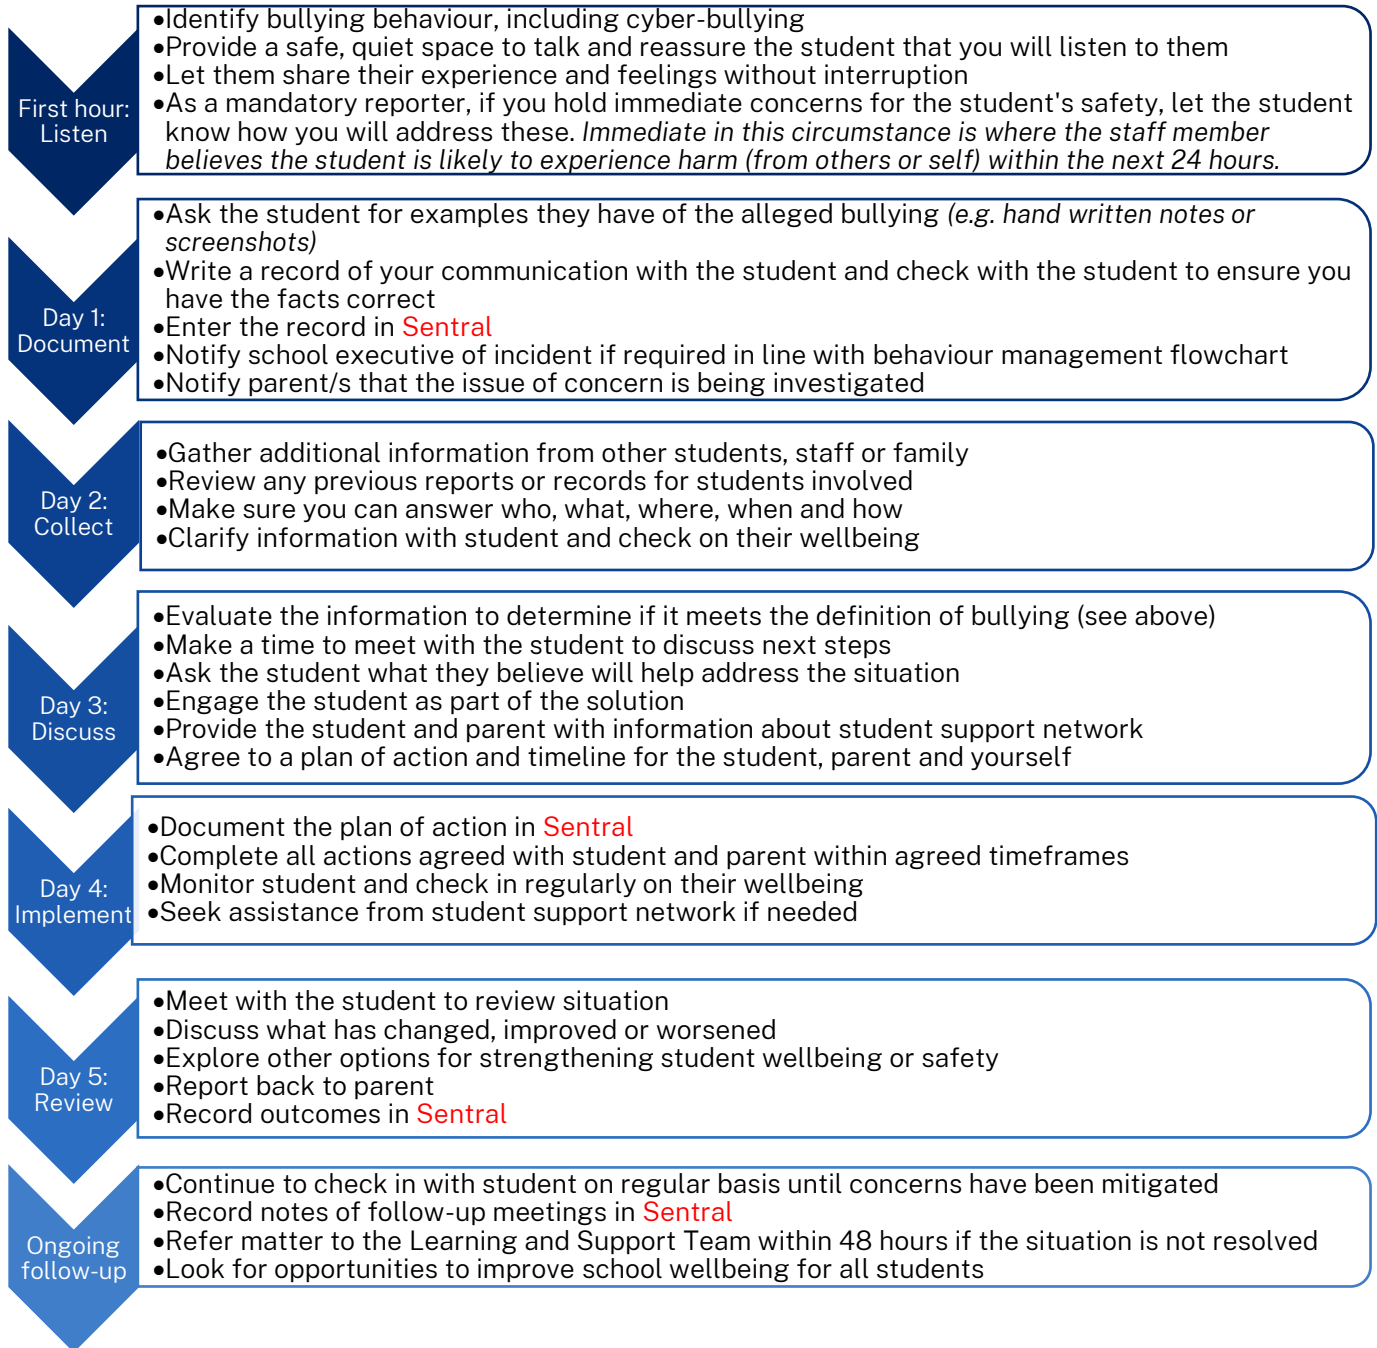 First hour:
Listen
•Identify bullying behaviour, including cyber-bullying
•Provide a safe, quiet space to talk and reassure the student that you will listen to them
•Let them share their experience and feelings without interruption
•As a mandatory reporter, if you hold immediate concerns for the student's safety, let the student
know how you will address these. Immediate in this circumstance is where the staff member
believes the student is likely to experience harm (from others or self) within the next 24 hours.
Day 1:
Document
•Ask the student for examples they have of the alleged bullying (e.g. hand written notes or
screenshots)
•Write a record of your communication with the student and check with the student to ensure you
have the facts correct
•Enter the record in Sentral
•Notify school executive of incident if required in line with behaviour management flowchart
•Notify parent/s that the issue of concern is being investigated
Day 2:
Collect
•Gather additional information from other students, staff or family
•Review any previous reports or records for students involved
•Make sure you can answer who, what, where, when and how
•Clarify information with student and check on their wellbeing
Day 3:
Discuss
•Evaluate the information to determine if it meets the definition of bullying (see above)
•Make a time to meet with the student to discuss next steps
•Ask the student what they believe will help address the situation
•Engage the student as part of the solution
•Provide the student and parent with information about student support network
•Agree to a plan of action and timeline for the student, parent and yourself
Day 4:
Implement
•Document the plan of action in Sentral
•Complete all actions agreed with student and parent within agreed timeframes
•Monitor student and check in regularly on their wellbeing
•Seek assistance from student support network if needed
Day 5:
Review
•Meet with the student to review situation
•Discuss what has changed, improved or worsened
•Explore other options for strengthening student wellbeing or safety
•Report back to parent
•Record outcomes in Sentral
Ongoing
follow-up
•Continue to check in with student on regular basis until concerns have been mitigated
•Record notes of follow-up meetings in Sentral
•Refer matter to the Learning and Support Team within 48 hours if the situation is not resolved
•Look for opportunities to improve school wellbeing for all students